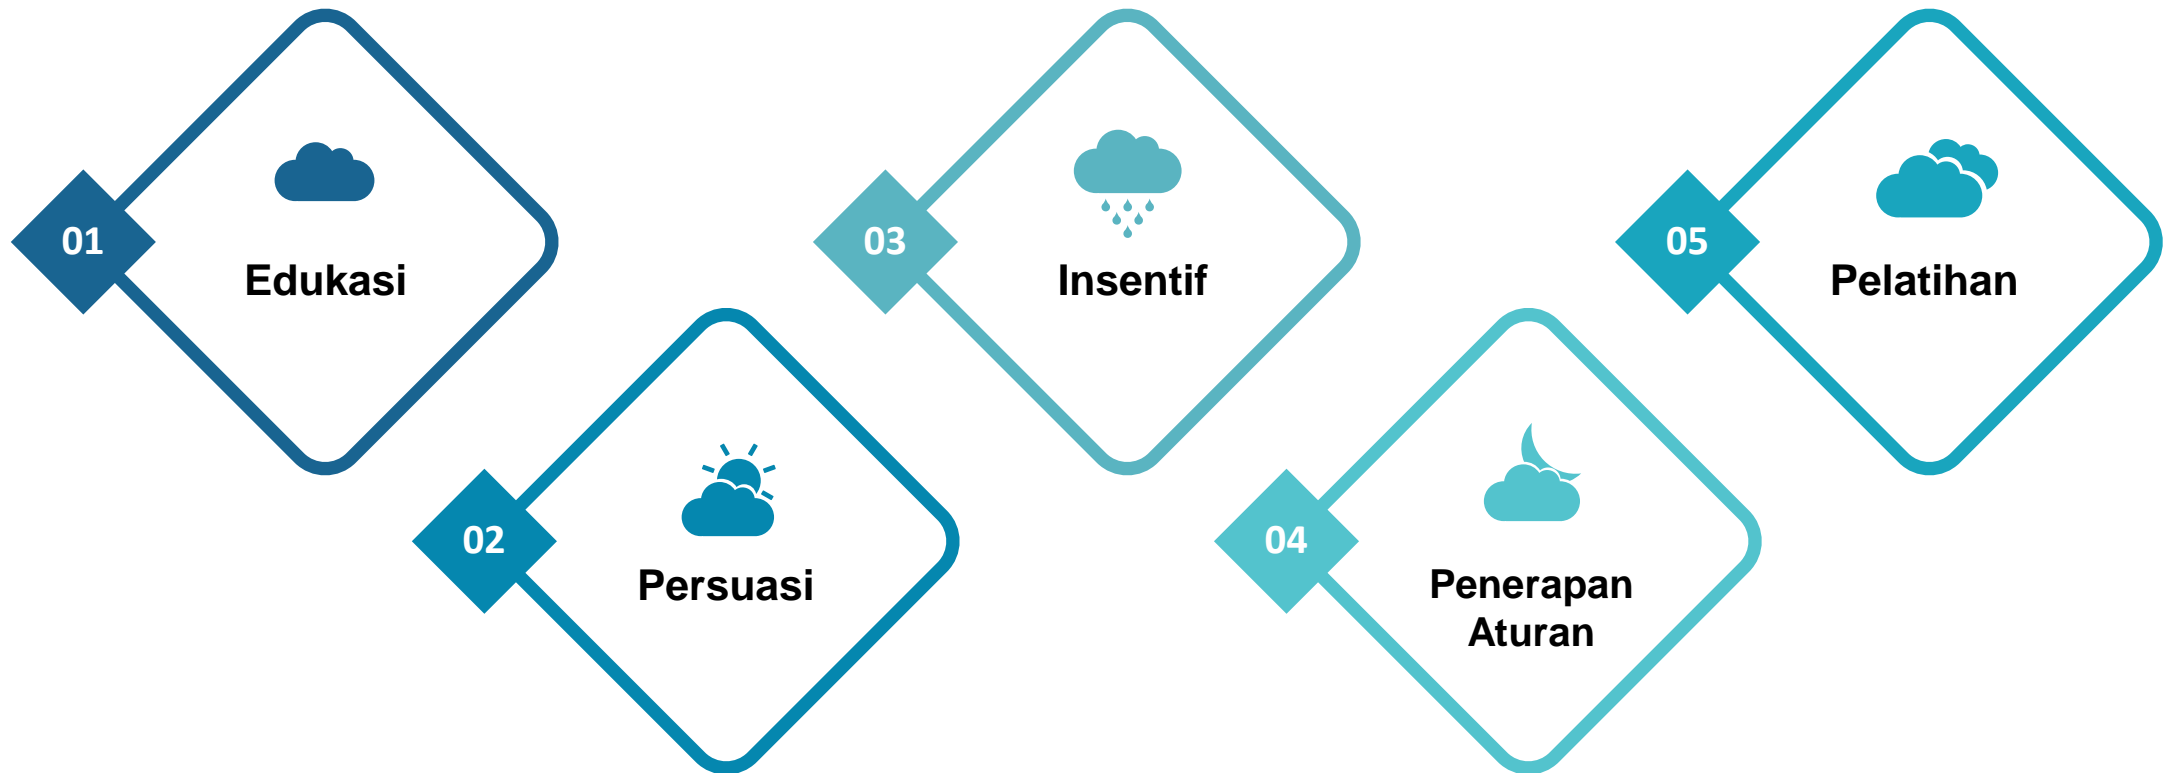 01
Edukasi
02
Persuasi
03
Insentif
04
Penerapan
Aturan
05
Pelatihan